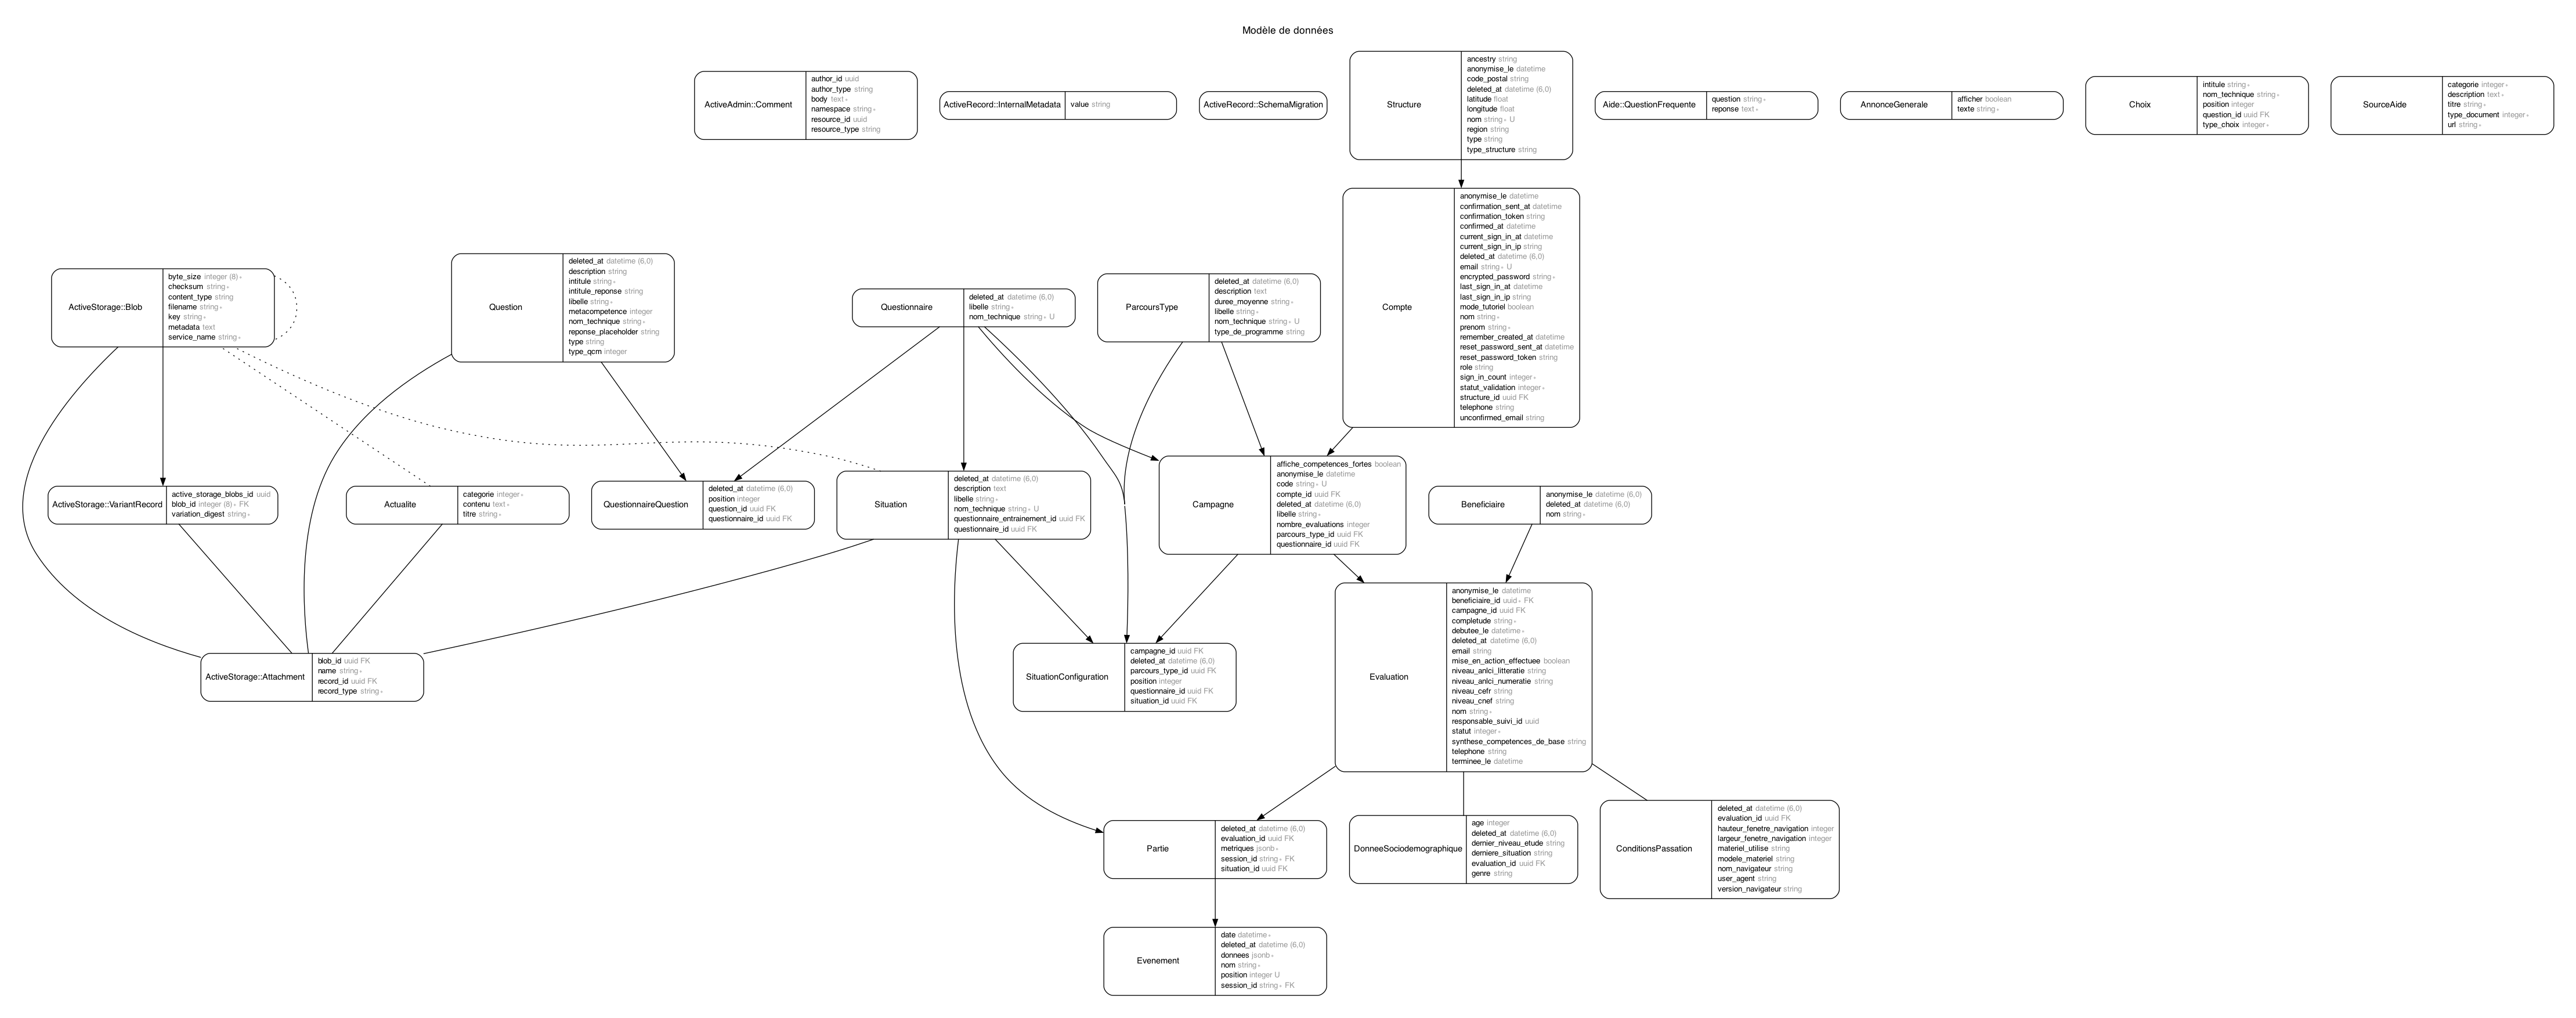 Modèle de données
ActiveAdmin::Comment
author_id uuid
author_type string
body text ∗
namespace string ∗
resource_id uuid
resource_type string
ActiveRecord::InternalMetadata
value string
ActiveRecord::SchemaMigration
Structure
ancestry string
anonymise_le datetime
code_postal string
deleted_at datetime (6,0)
latitude float
longitude float
nom string ∗ U
region string
type string
type_structure string
Aide::QuestionFrequente
question string ∗
reponse text ∗
AnnonceGenerale
afficher boolean
texte string ∗
Choix
intitule string ∗
nom_technique string ∗
position integer
question_id uuid FK
type_choix integer ∗
SourceAide
categorie integer ∗
description text ∗
titre string ∗
type_document integer ∗
url string ∗
Compte
anonymise_le datetime
confirmation_sent_at datetime
confirmation_token string
confirmed_at datetime
current_sign_in_at datetime
current_sign_in_ip string
deleted_at datetime (6,0)
email string ∗ U
encrypted_password string ∗
last_sign_in_at datetime
last_sign_in_ip string
mode_tutoriel boolean
nom string ∗
prenom string ∗
remember_created_at datetime
reset_password_sent_at datetime
reset_password_token string
role string
sign_in_count integer ∗
statut_validation integer ∗
structure_id uuid FK
telephone string
unconfirmed_email string
ActiveStorage::Blob
byte_size integer (8) ∗
checksum string ∗
content_type string
filename string ∗
key string ∗
metadata text
service_name string ∗
Question
deleted_at datetime (6,0)
description string
intitule string ∗
intitule_reponse string
libelle string ∗
metacompetence integer
nom_technique string ∗
reponse_placeholder string
type string
type_qcm integer
Questionnaire
deleted_at datetime (6,0)
libelle string ∗
nom_technique string ∗ U
ParcoursType
deleted_at datetime (6,0)
description text
duree_moyenne string ∗
libelle string ∗
nom_technique string ∗ U
type_de_programme string
ActiveStorage::VariantRecord
active_storage_blobs_id uuid
blob_id integer (8) ∗ FK
variation_digest string ∗
Actualite
categorie integer ∗
contenu text ∗
titre string ∗
QuestionnaireQuestion
deleted_at datetime (6,0)
position integer
question_id uuid FK
questionnaire_id uuid FK
Situation
deleted_at datetime (6,0)
description text
libelle string ∗
nom_technique string ∗ U
questionnaire_entrainement_id uuid FK
questionnaire_id uuid FK
Campagne
affiche_competences_fortes boolean
anonymise_le datetime
code string ∗ U
compte_id uuid FK
deleted_at datetime (6,0)
libelle string ∗
nombre_evaluations integer
parcours_type_id uuid FK
questionnaire_id uuid FK
Beneficiaire
anonymise_le datetime (6,0)
deleted_at datetime (6,0)
nom string ∗
ActiveStorage::Attachment
blob_id uuid FK
name string ∗
record_id uuid FK
record_type string ∗
SituationConfiguration
campagne_id uuid FK
deleted_at datetime (6,0)
parcours_type_id uuid FK
position integer
questionnaire_id uuid FK
situation_id uuid FK
Evaluation
anonymise_le datetime
beneficiaire_id uuid ∗ FK
campagne_id uuid FK
completude string ∗
debutee_le datetime ∗
deleted_at datetime (6,0)
email string
mise_en_action_effectuee boolean
niveau_anlci_litteratie string
niveau_anlci_numeratie string
niveau_cefr string
niveau_cnef string
nom string ∗
responsable_suivi_id uuid
statut integer ∗
synthese_competences_de_base string
telephone string
terminee_le datetime
Partie
deleted_at datetime (6,0)
evaluation_id uuid FK
metriques jsonb ∗
session_id string ∗ FK
situation_id uuid FK
DonneeSociodemographique
age integer
deleted_at datetime (6,0)
dernier_niveau_etude string
derniere_situation string
evaluation_id uuid FK
genre string
ConditionsPassation
deleted_at datetime (6,0)
evaluation_id uuid FK
hauteur_fenetre_navigation integer
largeur_fenetre_navigation integer
materiel_utilise string
modele_materiel string
nom_navigateur string
user_agent string
version_navigateur string
Evenement
date datetime ∗
deleted_at datetime (6,0)
donnees jsonb ∗
nom string ∗
position integer U
session_id string ∗ FK